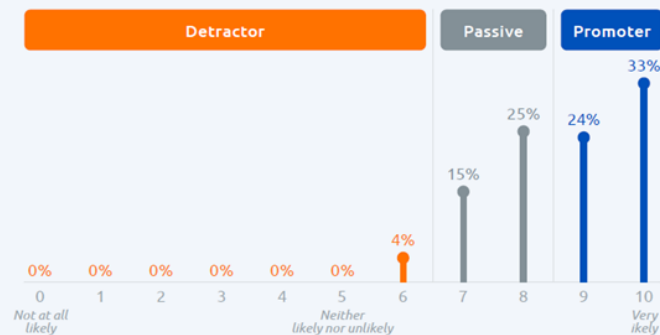 Detractor Passive Promoter
33%
25%
24%
15%
4%
0% 0% 0% 0% 0% 0%
0 1 2 3 4 5 6 7 8 9 10
Not at all Neither Very
likely likely nor unlikely ikely